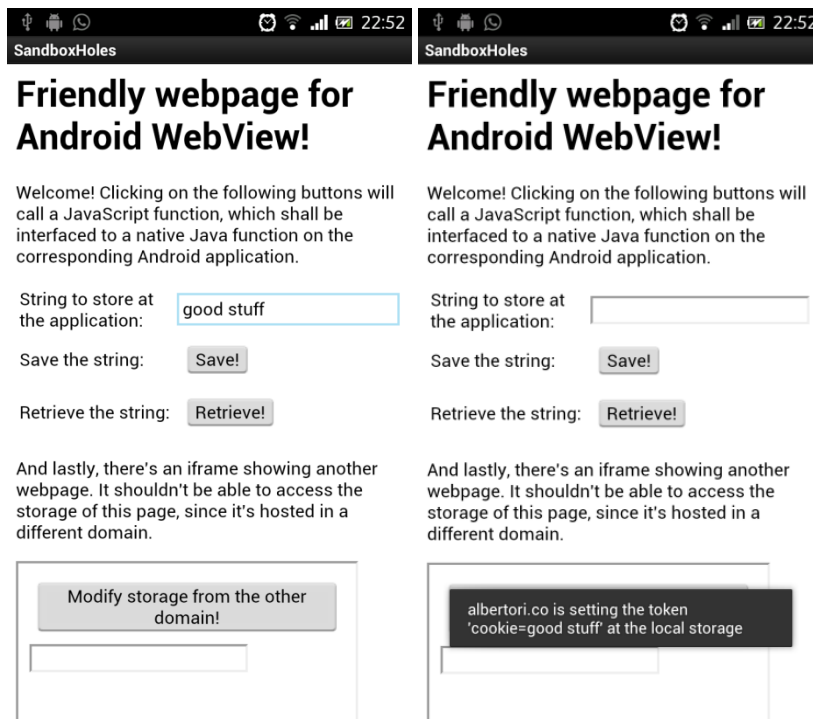 22:52
SandboxHoles
Friendly webpage for
Android WebView!
Welcome! Clicking on the following buttons will
call a JavaScript function, which shall be
interfaced to a native Java function on the
corresponding Android application.
String to store at
the application:
good stuff
Save the string:
Save!
Retrieve the string:
Retrieve!
And lastly, there's an iframe showing another
webpage. It shouldn't be able to access the
storage of this page, since it's hosted in a
different domain.
Modify storage from the other
domain!
22:52
SandboxHoles
Friendly webpage for
Android WebView!
Welcome! Clicking on the following buttons will
call a JavaScript function, which shall be
interfaced to a native Java function on the
corresponding Android application.
String to store at
the application:
Save the string:
Save!
Retrieve the string:
Retrieve!
And lastly, there's an iframe showing another
webpage. It shouldn't be able to access the
storage of this page, since it's hosted in a
different domain.
albertori.co is setting the token
'cookie=good stuff' at the local storage